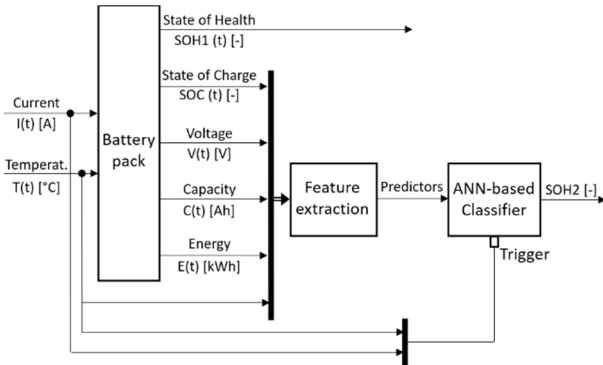 State of Health
SOH1 (t) [-]
State of Charge
SOC (t) [-]
Current
I(t) [A]
Battery
pack
Voltage
V(t) [V]
Temperat.
T(t) [°C]
Capacity
C(t) [Ah]
Feature
extraction
Predictors
ANN-based
Classifier
SOH2 [-]
Energy
E(t) [kWh]
Trigger